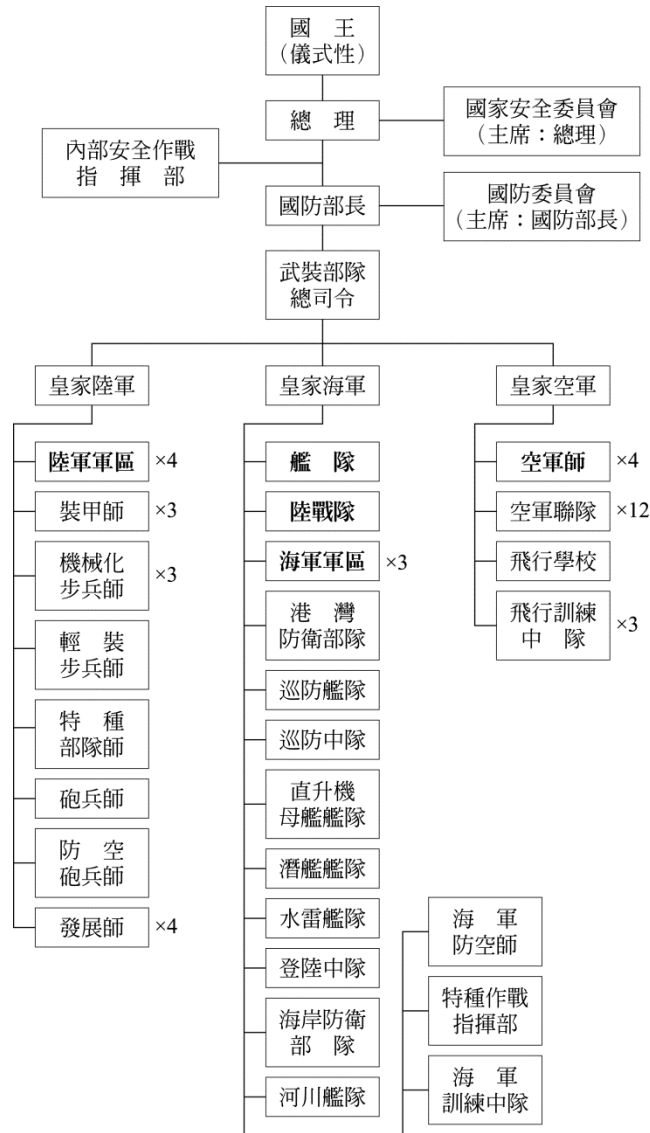 國　王
（儀式性）
總　理
國家安全委員會
（主席：總理）
內部安全作戰
指　揮　部
國防部長
國防委員會
（主席：國防部長）
武裝部隊
總司令
皇家陸軍
陸軍軍區 ×4
裝甲師 ×3
機械化
步兵師 ×3
輕　裝
步兵師
特　種
部隊師
砲兵師
防　空
砲兵師
發展師 ×4
皇家海軍
艦　隊
陸戰隊
海軍軍區 ×3
港　灣
防衛部隊
巡防艦隊
巡防中隊
直升機
母艦艦隊
潛艦艦隊
水雷艦隊
登陸中隊
海岸防衛
部　隊
河川艦隊
海　軍
防空師
特種作戰
指揮部
海　軍
訓練中隊
皇家空軍
空軍師 ×4
空軍聯隊 ×12
飛行學校
飛行訓練
中　隊 ×3